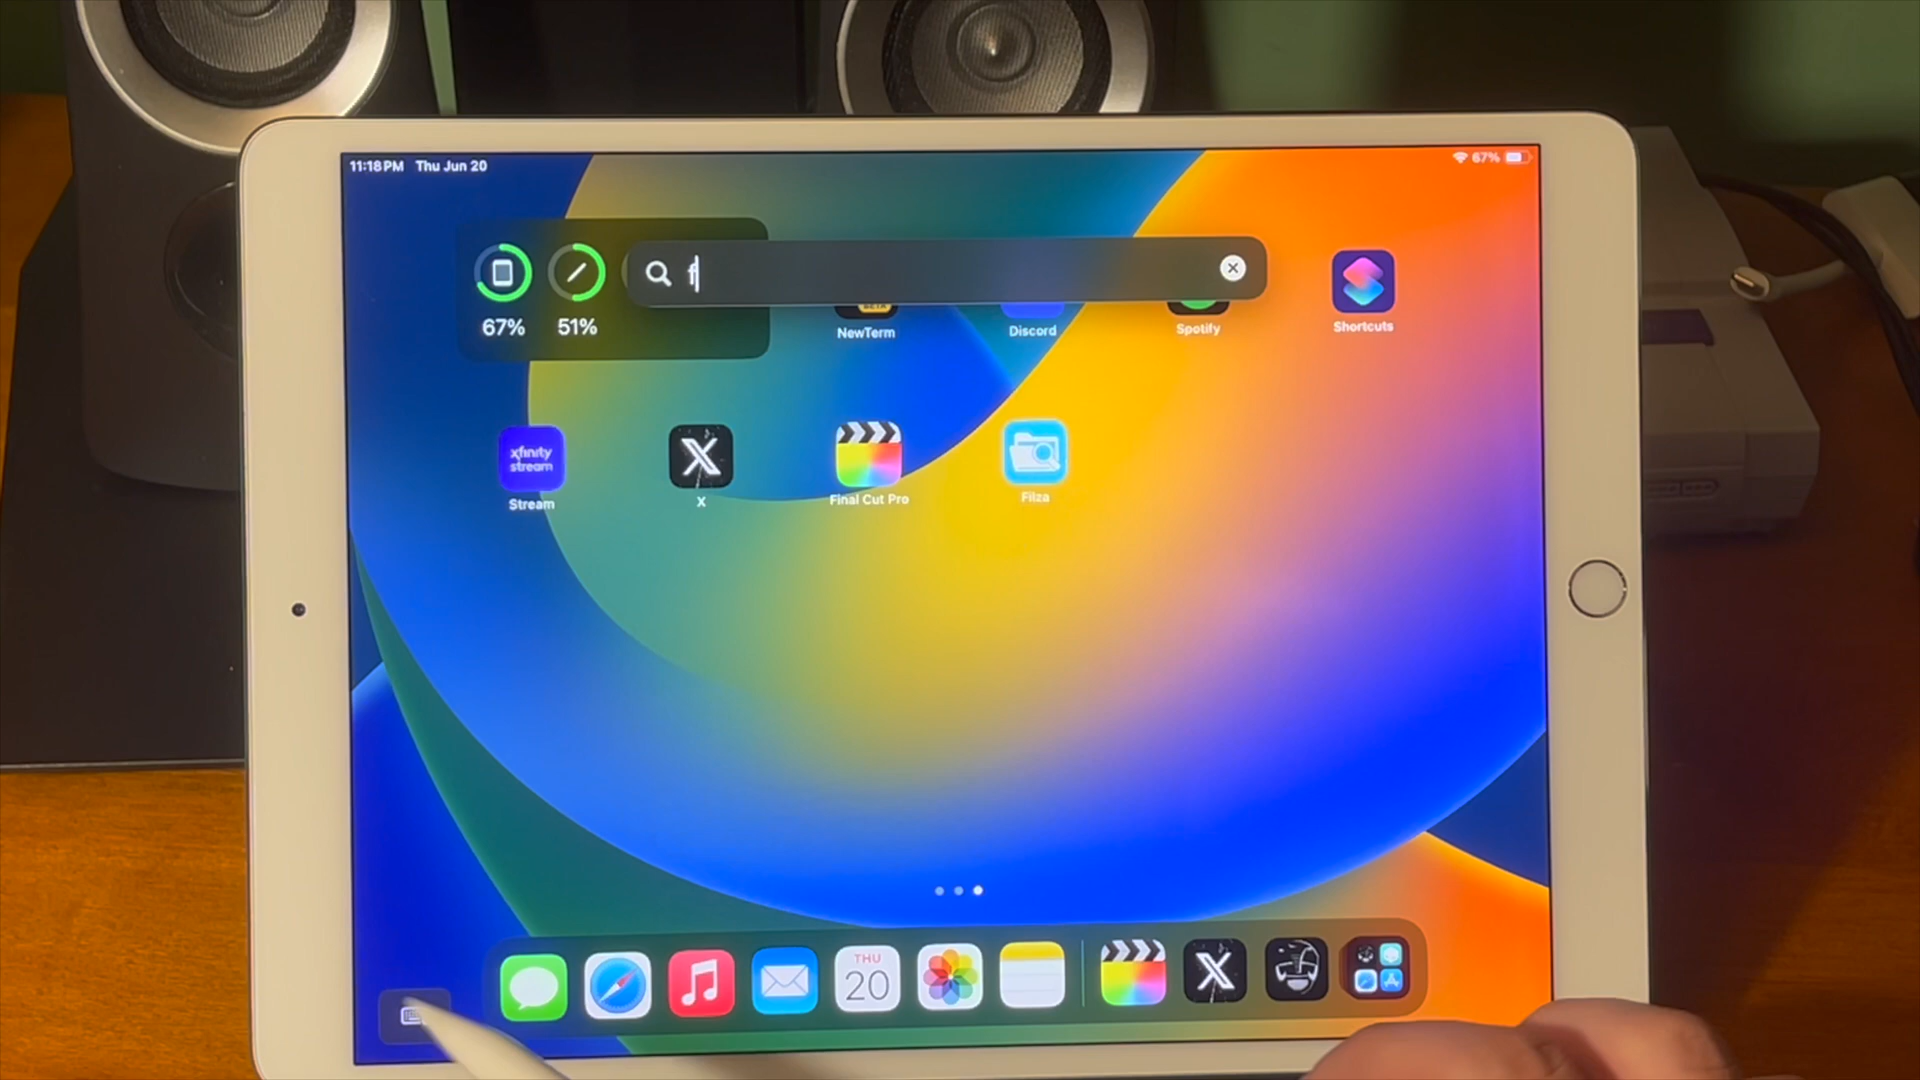 11:18 PM Thu Jun 20
67%
f
67% 51%
BETA
NewTerm
Discord
Spotify
Shortcuts
xfinity
stream
Stream
X
X
Final Cut Pro
Filza
THU
20
X